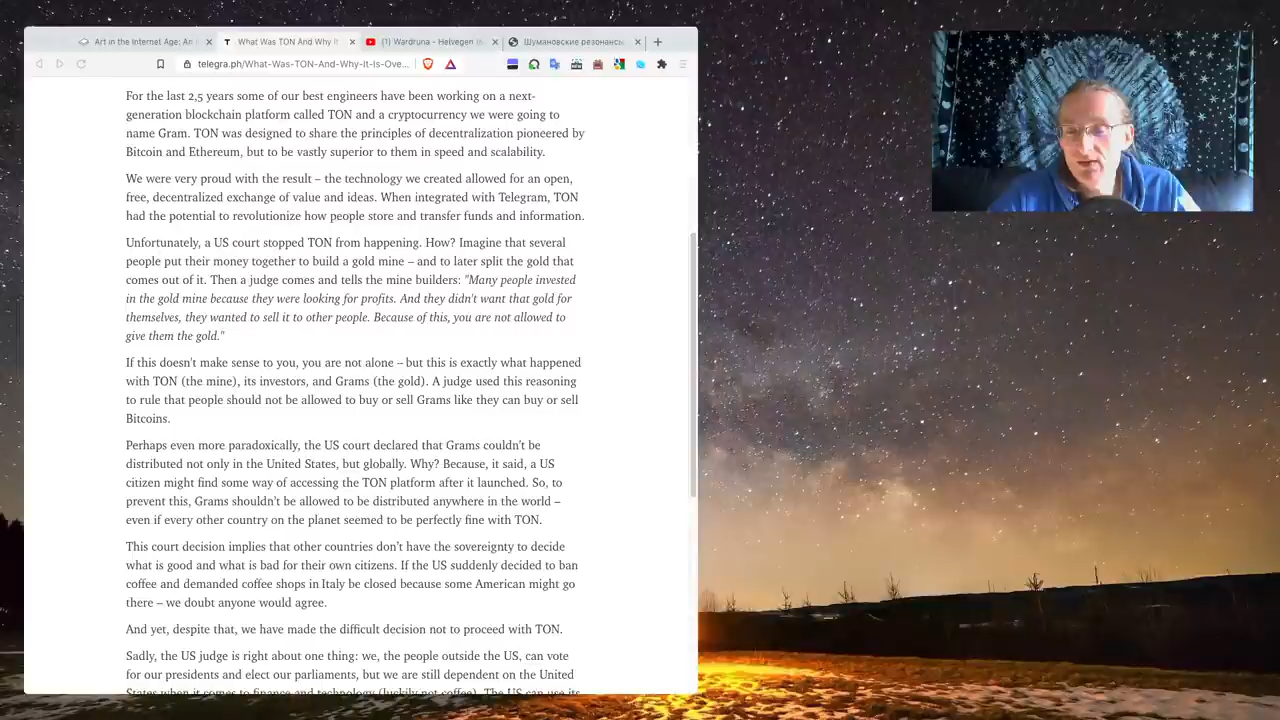 Art in the Internet Age: An
What Was TON And Why It
(1) Wardruna - Helvegen
Шумановские резонансы
telegra.ph/What-Was-TON-And-Why-It-Is-Ove...
For the last 2,5 years some of our best engineers have been working on a next-
generation blockchain platform called TON and a cryptocurrency we were going to
name Gram. TON was designed to share the principles of decentralization pioneered by
Bitcoin and Ethereum, but to be vastly superior to them in speed and scalability.
We were very proud with the result – the technology we created allowed for an open,
free, decentralized exchange of value and ideas. When integrated with Telegram, TON
had the potential to revolutionize how people store and transfer funds and information.
Unfortunately, a US court stopped TON from happening. How? Imagine that several
people put their money together to build a gold mine – and to later split the gold that
comes out of it. Then a judge comes and tells the mine builders: "Many people invested
in the gold mine because they were looking for profits. And they didn't want that gold for
themselves, they wanted to sell it to other people. Because of this, you are not allowed to
give them the gold."
If this doesn't make sense to you, you are not alone – but this is exactly what happened
with TON (the mine), its investors, and Grams (the gold). A judge used this reasoning
to rule that people should not be allowed to buy or sell Grams like they can buy or sell
Bitcoins.
Perhaps even more paradoxically, the US court declared that Grams couldn't be
distributed not only in the United States, but globally. Why? Because, it said, a US
citizen might find some way of accessing the TON platform after it launched. So, to
prevent this, Grams shouldn't be allowed to be distributed anywhere in the world –
even if every other country on the planet seemed to be perfectly fine with TON.
This court decision implies that other countries don't have the sovereignty to decide
what is good and what is bad for their own citizens. If the US suddenly decided to ban
coffee and demanded coffee shops in Italy be closed because some American might go
there – we doubt anyone would agree.
And yet, despite that, we have made the difficult decision not to proceed with TON.
Sadly, the US judge is right about one thing: we, the people outside the US, can vote
for our presidents and elect our parliaments, but we are still dependent on the United
States when it comes to finance and technology (luckily not coffee). The US can use its